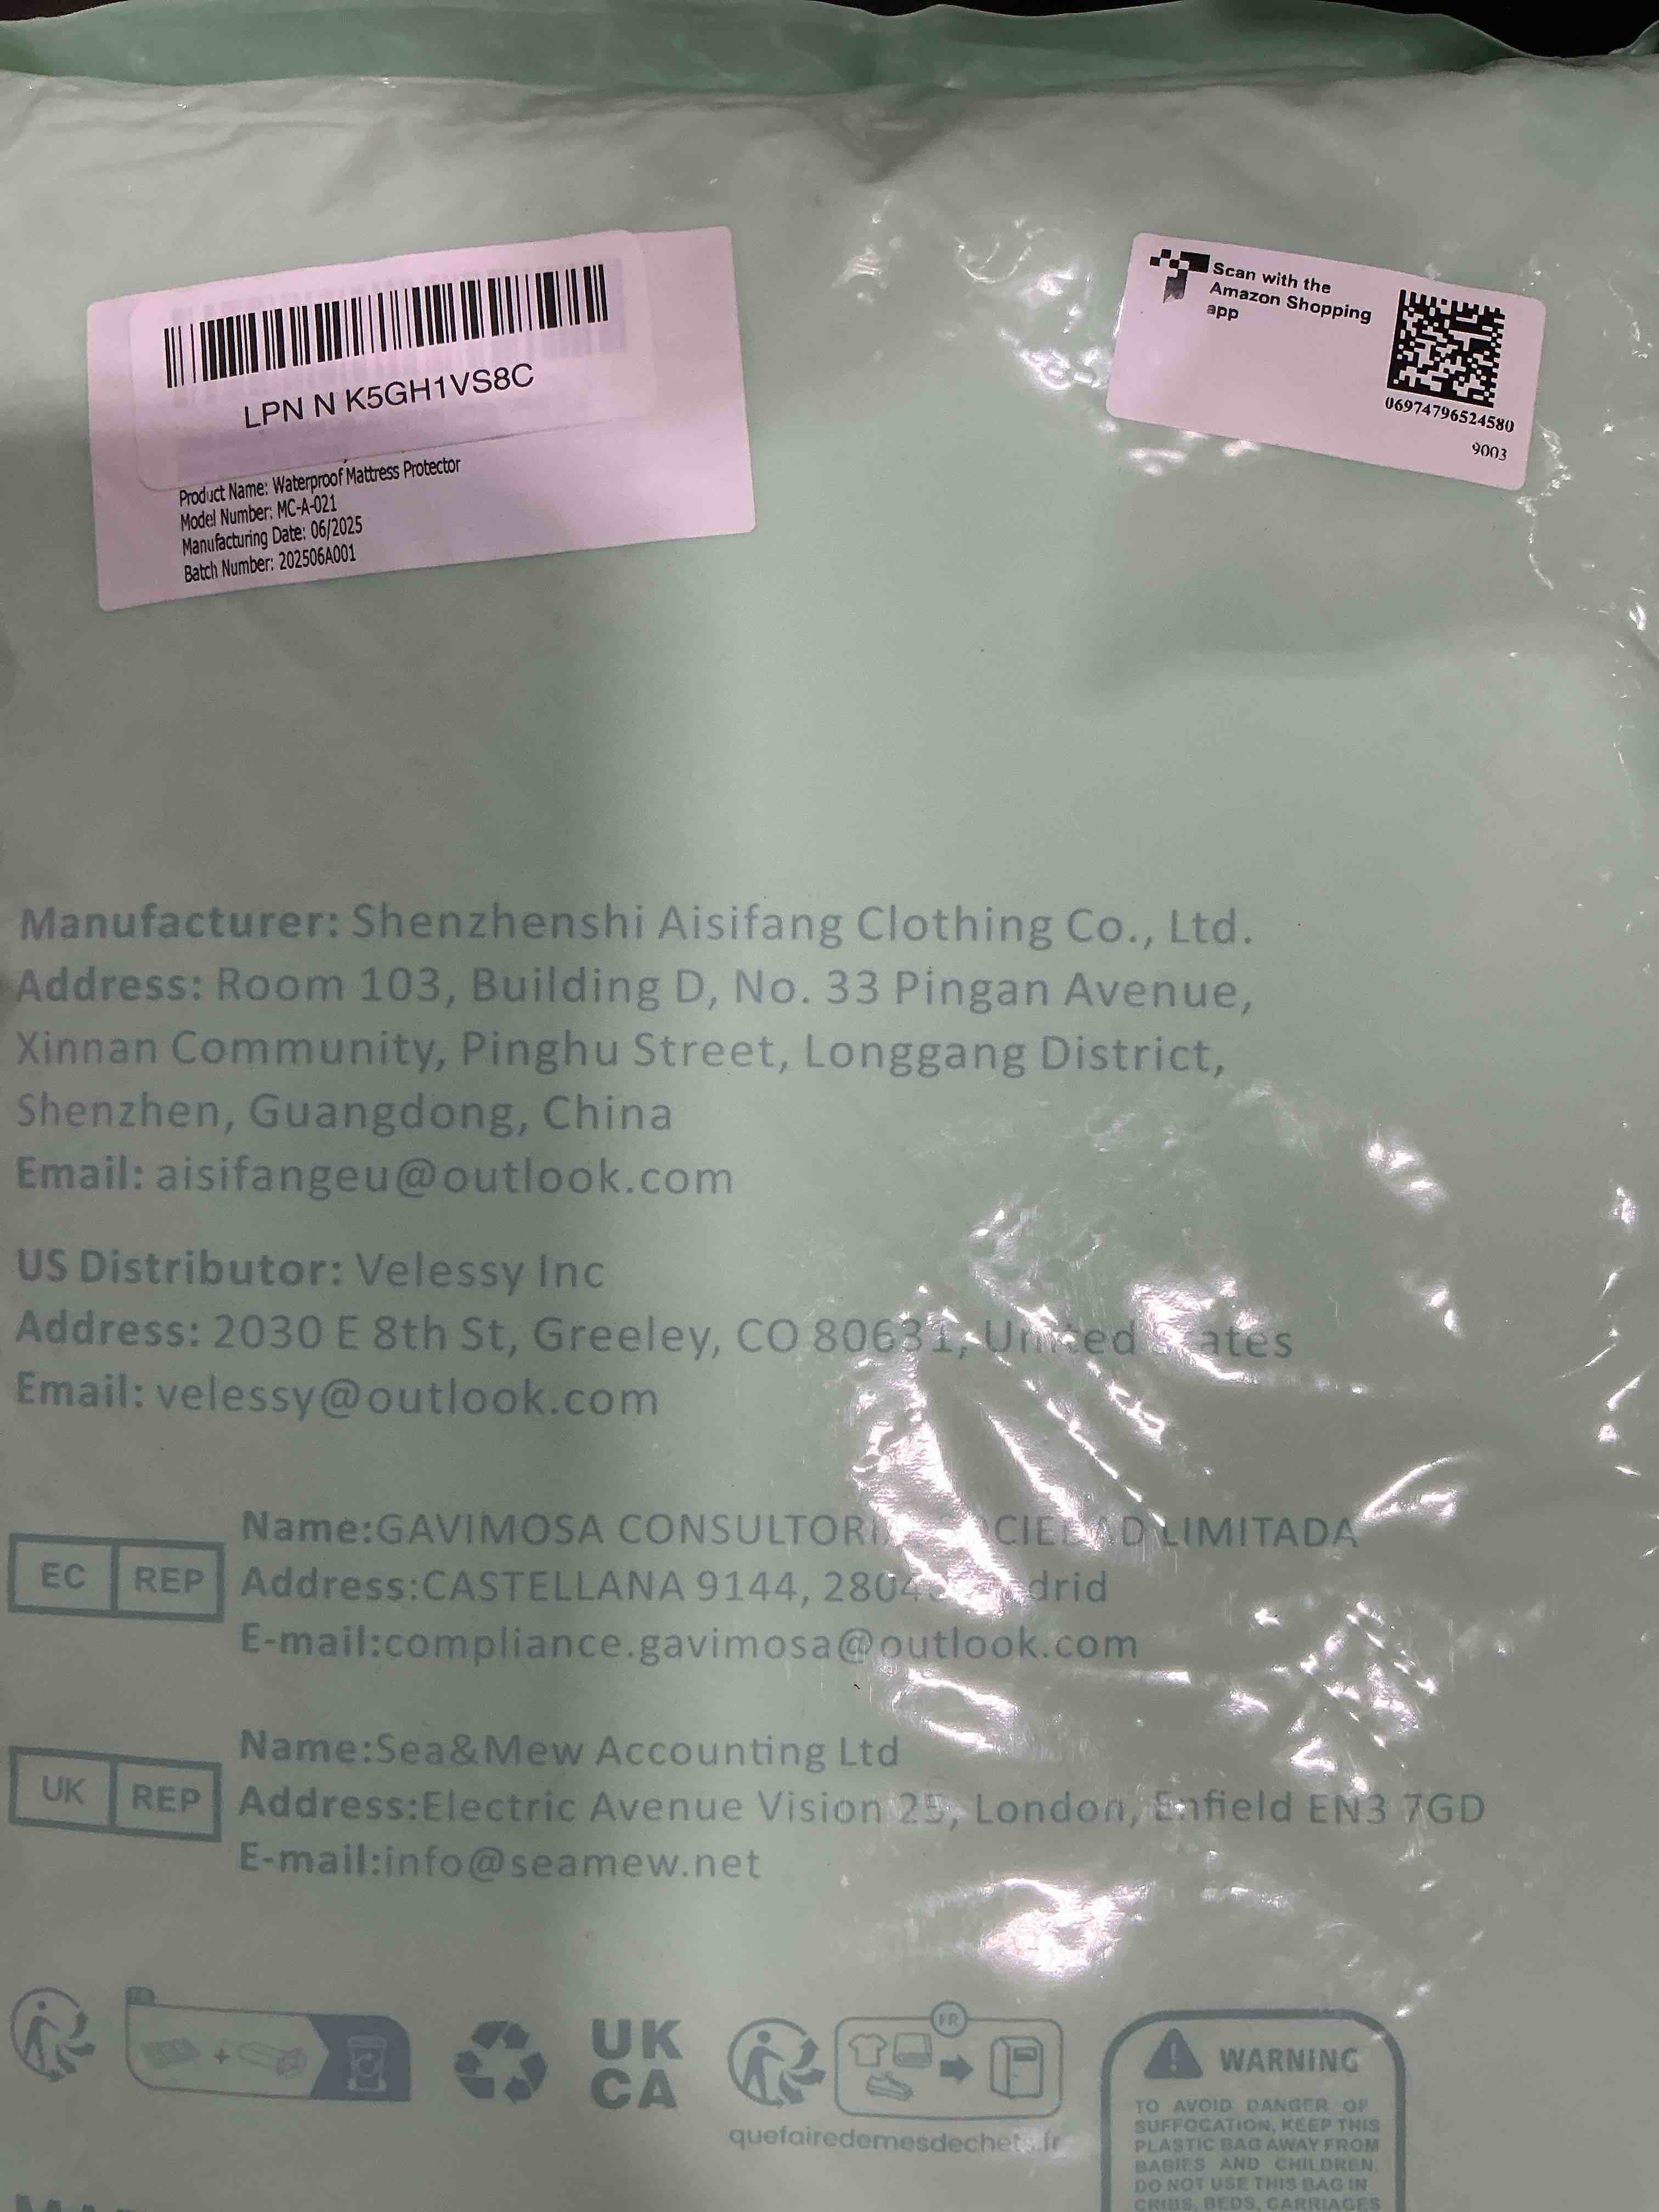 LPN N K5GH1VS8C
Product Name: Waterproof Mattress Protector
Model Number: MC-A-021
Manufacturing Date: 06/2025
Batch Number: 202506A001
Scan with the
Amazon Shopping
app
06974796524580
9003
Manufacturer: Shenzhenshi Aisifang Clothing Co., Ltd.
Address: Room 103, Building D, No. 33 Pingan Avenue,
Xinnan Community, Pinghu Street, Longgang District,
Shenzhen, Guangdong, China
Email: aisifangeu@outlook.com
US Distributor: Velessy Inc
Address: 2030 E 8th St, Greeley, CO 80631, United States
Email: velessy@outlook.com
EC REP
Name:GAVIMOSA LIMITADA
Address:CASTELLANA 9144,
E-mail:compliance.gavimosa@outlook.com
UK REP
Name:Sea&Mew Accounting Ltd
Address:Electric Avenue Vision 25, London, Enfield EN3 7GD
E-mail:info@seamew.net
UK
CA
FR
quefairedemesdechets.fr
WARNING
TO AVOID DANGER OF
SUFFOCATION, KEEP THIS
PLASTIC BAG AWAY FROM
BABIES AND CHILDREN.
DO NOT USE THIS BAG IN
CRIBS, BEDS, CARRIAGES